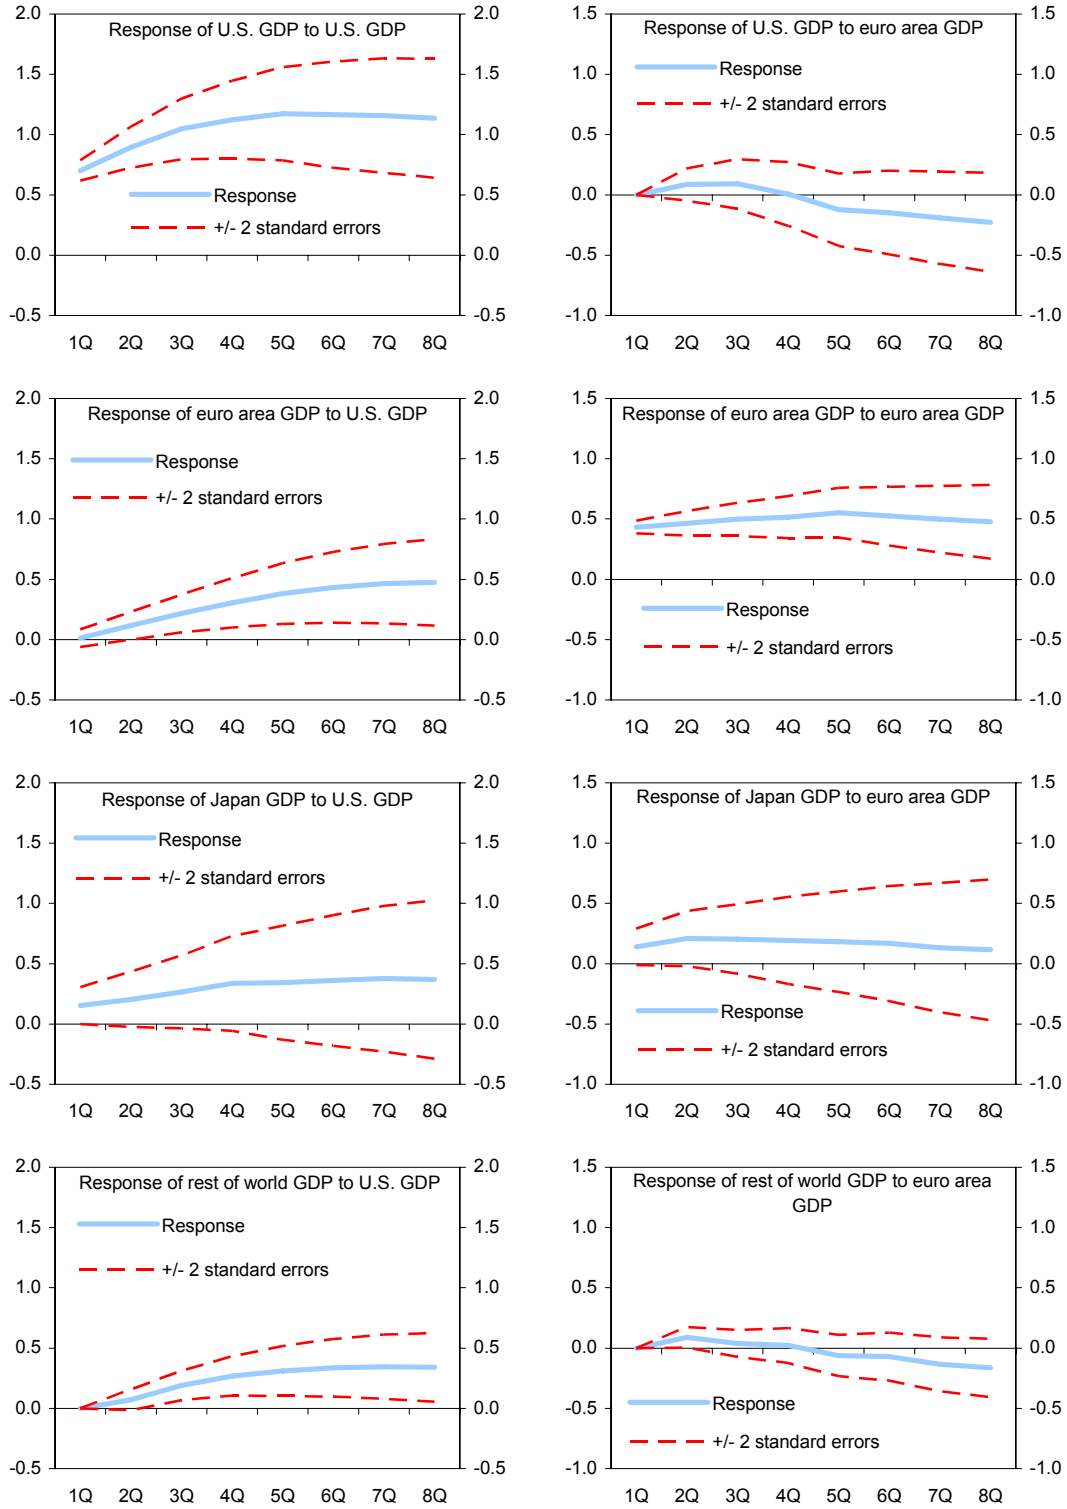 Response of U.S. GDP to U.S. GDP
2.0 2.0
1.5 1.5
1.0 1.0
0.5 0.5
0.0 0.0
-0.5 -0.5
Response
+/- 2 standard errors
1Q 2Q 3Q 4Q 5Q 6Q 7Q 8Q
Response of U.S. GDP to euro area GDP
1.5 1.5
Response
1.0 1.0
+/- 2 standard errors
0.5 0.5
0.0 0.0
-0.5 -0.5
-1.0 -1.0
1Q 2Q 3Q 4Q 5Q 6Q 7Q 8Q
Response of euro area GDP to U.S. GDP
2.0 2.0
Response
1.5 1.5
+/- 2 standard errors
1.0 1.0
0.5 0.5
0.0 0.0
-0.5 -0.5
1Q 2Q 3Q 4Q 5Q 6Q 7Q 8Q
Response of euro area GDP to euro area GDP
1.5 1.5
1.0 1.0
0.5 0.5
0.0 0.0
Response
-0.5 -0.5
+/- 2 standard errors
-1.0 -1.0
1Q 2Q 3Q 4Q 5Q 6Q 7Q 8Q
Response of Japan GDP to U.S. GDP
2.0 2.0
Response
1.5 1.5
+/- 2 standard errors
1.0 1.0
0.5 0.5
0.0 0.0
-0.5 -0.5
1Q 2Q 3Q 4Q 5Q 6Q 7Q 8Q
Response of Japan GDP to euro area GDP
1.5 1.5
1.0 1.0
0.5 0.5
0.0 0.0
Response
-0.5 -0.5
+/- 2 standard errors
-1.0 -1.0
1Q 2Q 3Q 4Q 5Q 6Q 7Q 8Q
Response of rest of world GDP to U.S. GDP
2.0 2.0
Response
1.5 1.5
+/- 2 standard errors
1.0 1.0
0.5 0.5
0.0 0.0
-0.5 -0.5
1Q 2Q 3Q 4Q 5Q 6Q 7Q 8Q
Response of rest of world GDP to euro area
GDP
1.5 1.5
1.0 1.0
0.5 0.5
0.0 0.0
Response
-0.5 -0.5
+/- 2 standard errors
-1.0 -1.0
1Q 2Q 3Q 4Q 5Q 6Q 7Q 8Q